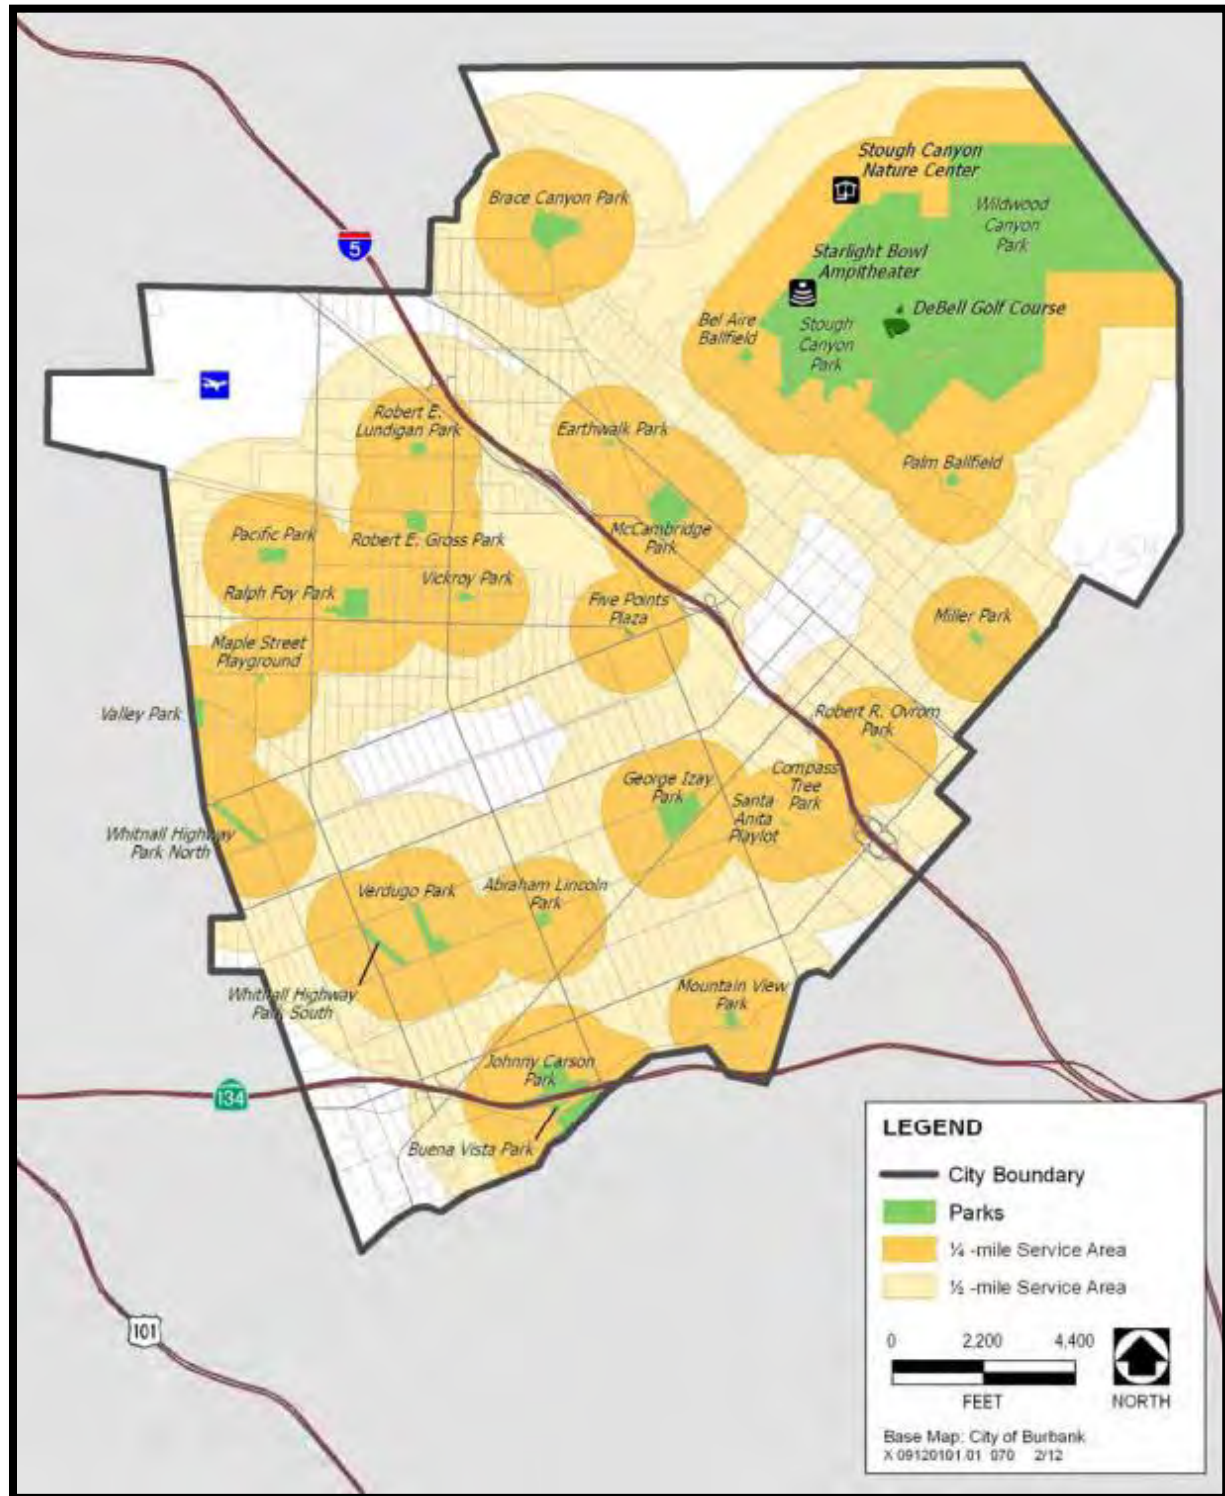 Stough Canyon
Nature Center
Brace Canyon Park
Wildwood
Canyon
Park
5
Starlight Bowl
Ampitheater
DeBell Golf Course
Bel Aire
Ballfield
Stough
Canyon
Park
Robert E.
Lundigan Park
Earthwalk Park
Palm Ballfield
Pacific Park
Robert E. Gross Park
McCambridge
Park
Vickroy Park
Ralph Foy Park
Five Points
Plaza
Miller Park
Maple Street
Playground
Valley Park
Robert R. Ovrom
Park
George Izay
Park
Compass
Tree
Park
Santa
Anita
Playlot
Whitnall Highway
Park North
Verdugo Park
Abraham Lincoln
Park
Whitnall Highway
Park South
Mountain View
Park
Johnny Carson
Park
134
Buena Vista Park
101
LEGEND
City Boundary
Parks
¼ -mile Service Area
½ -mile Service Area
0 2,200 4,400
FEET
NORTH
Base Map: City of Burbank
X 09120101.01 070 2/12